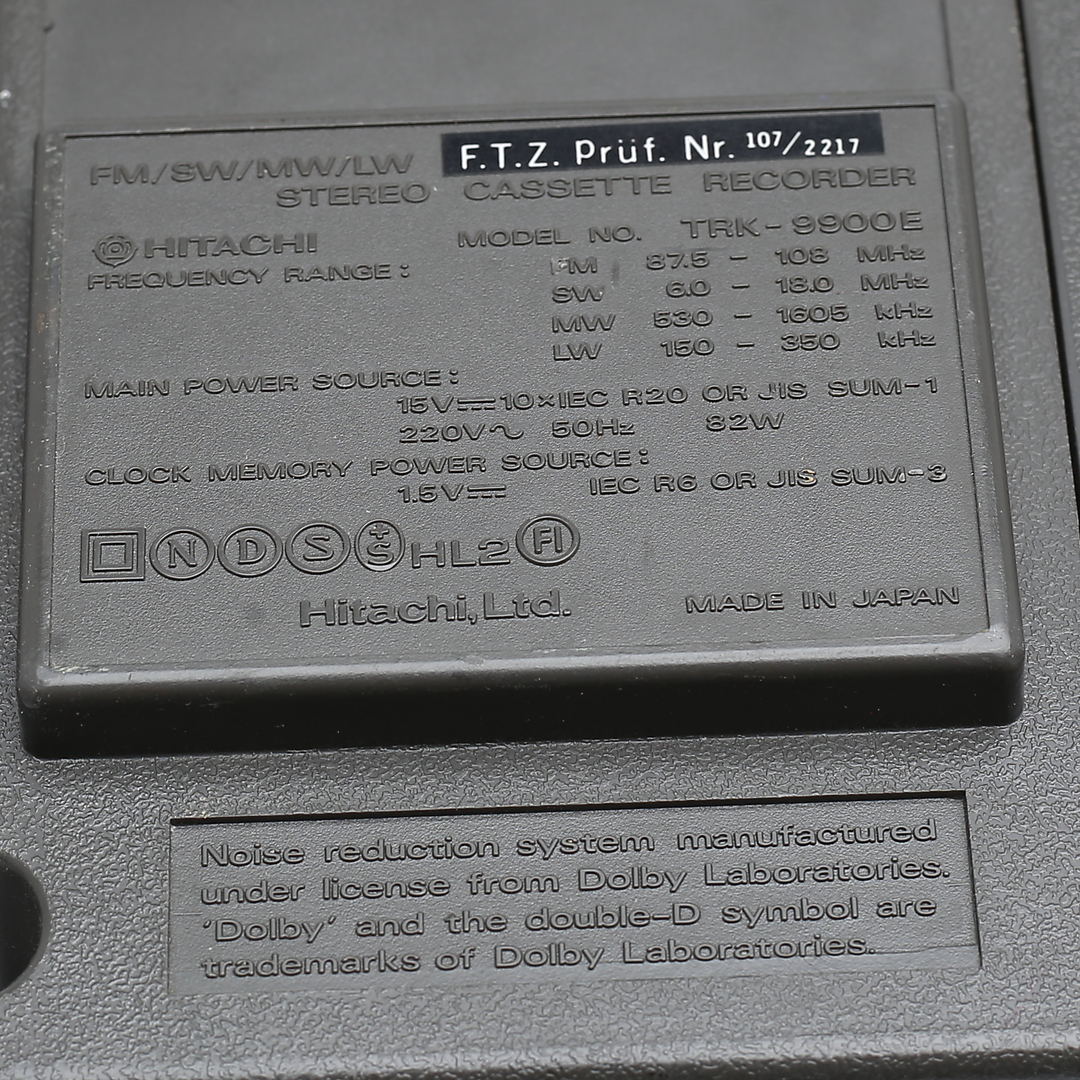 F.T.Z. Prüf. Nr. 107/2217
FM/SW/MW/LW
STEREO CASSETTE RECORDER
HITACHI MODEL NO. TRK-9900E
FREQUENCY RANGE: FM 87.5 - 108 MHz
SW 6.0 - 18.0 MHz
MW 530 - 1605 kHz
LW 150 - 350 kHz
MAIN POWER SOURCE:
15V⎓10×IEC R20 OR JIS SUM-1
220V∿ 50Hz 82W
CLOCK MEMORY POWER SOURCE:
1.5V⎓ IEC R6 OR JIS SUM-3
N D S +S HL2 FI
Hitachi, Ltd. MADE IN JAPAN
Noise reduction system manufactured
under license from Dolby Laboratories.
'Dolby' and the double-D symbol are
trademarks of Dolby Laboratories.